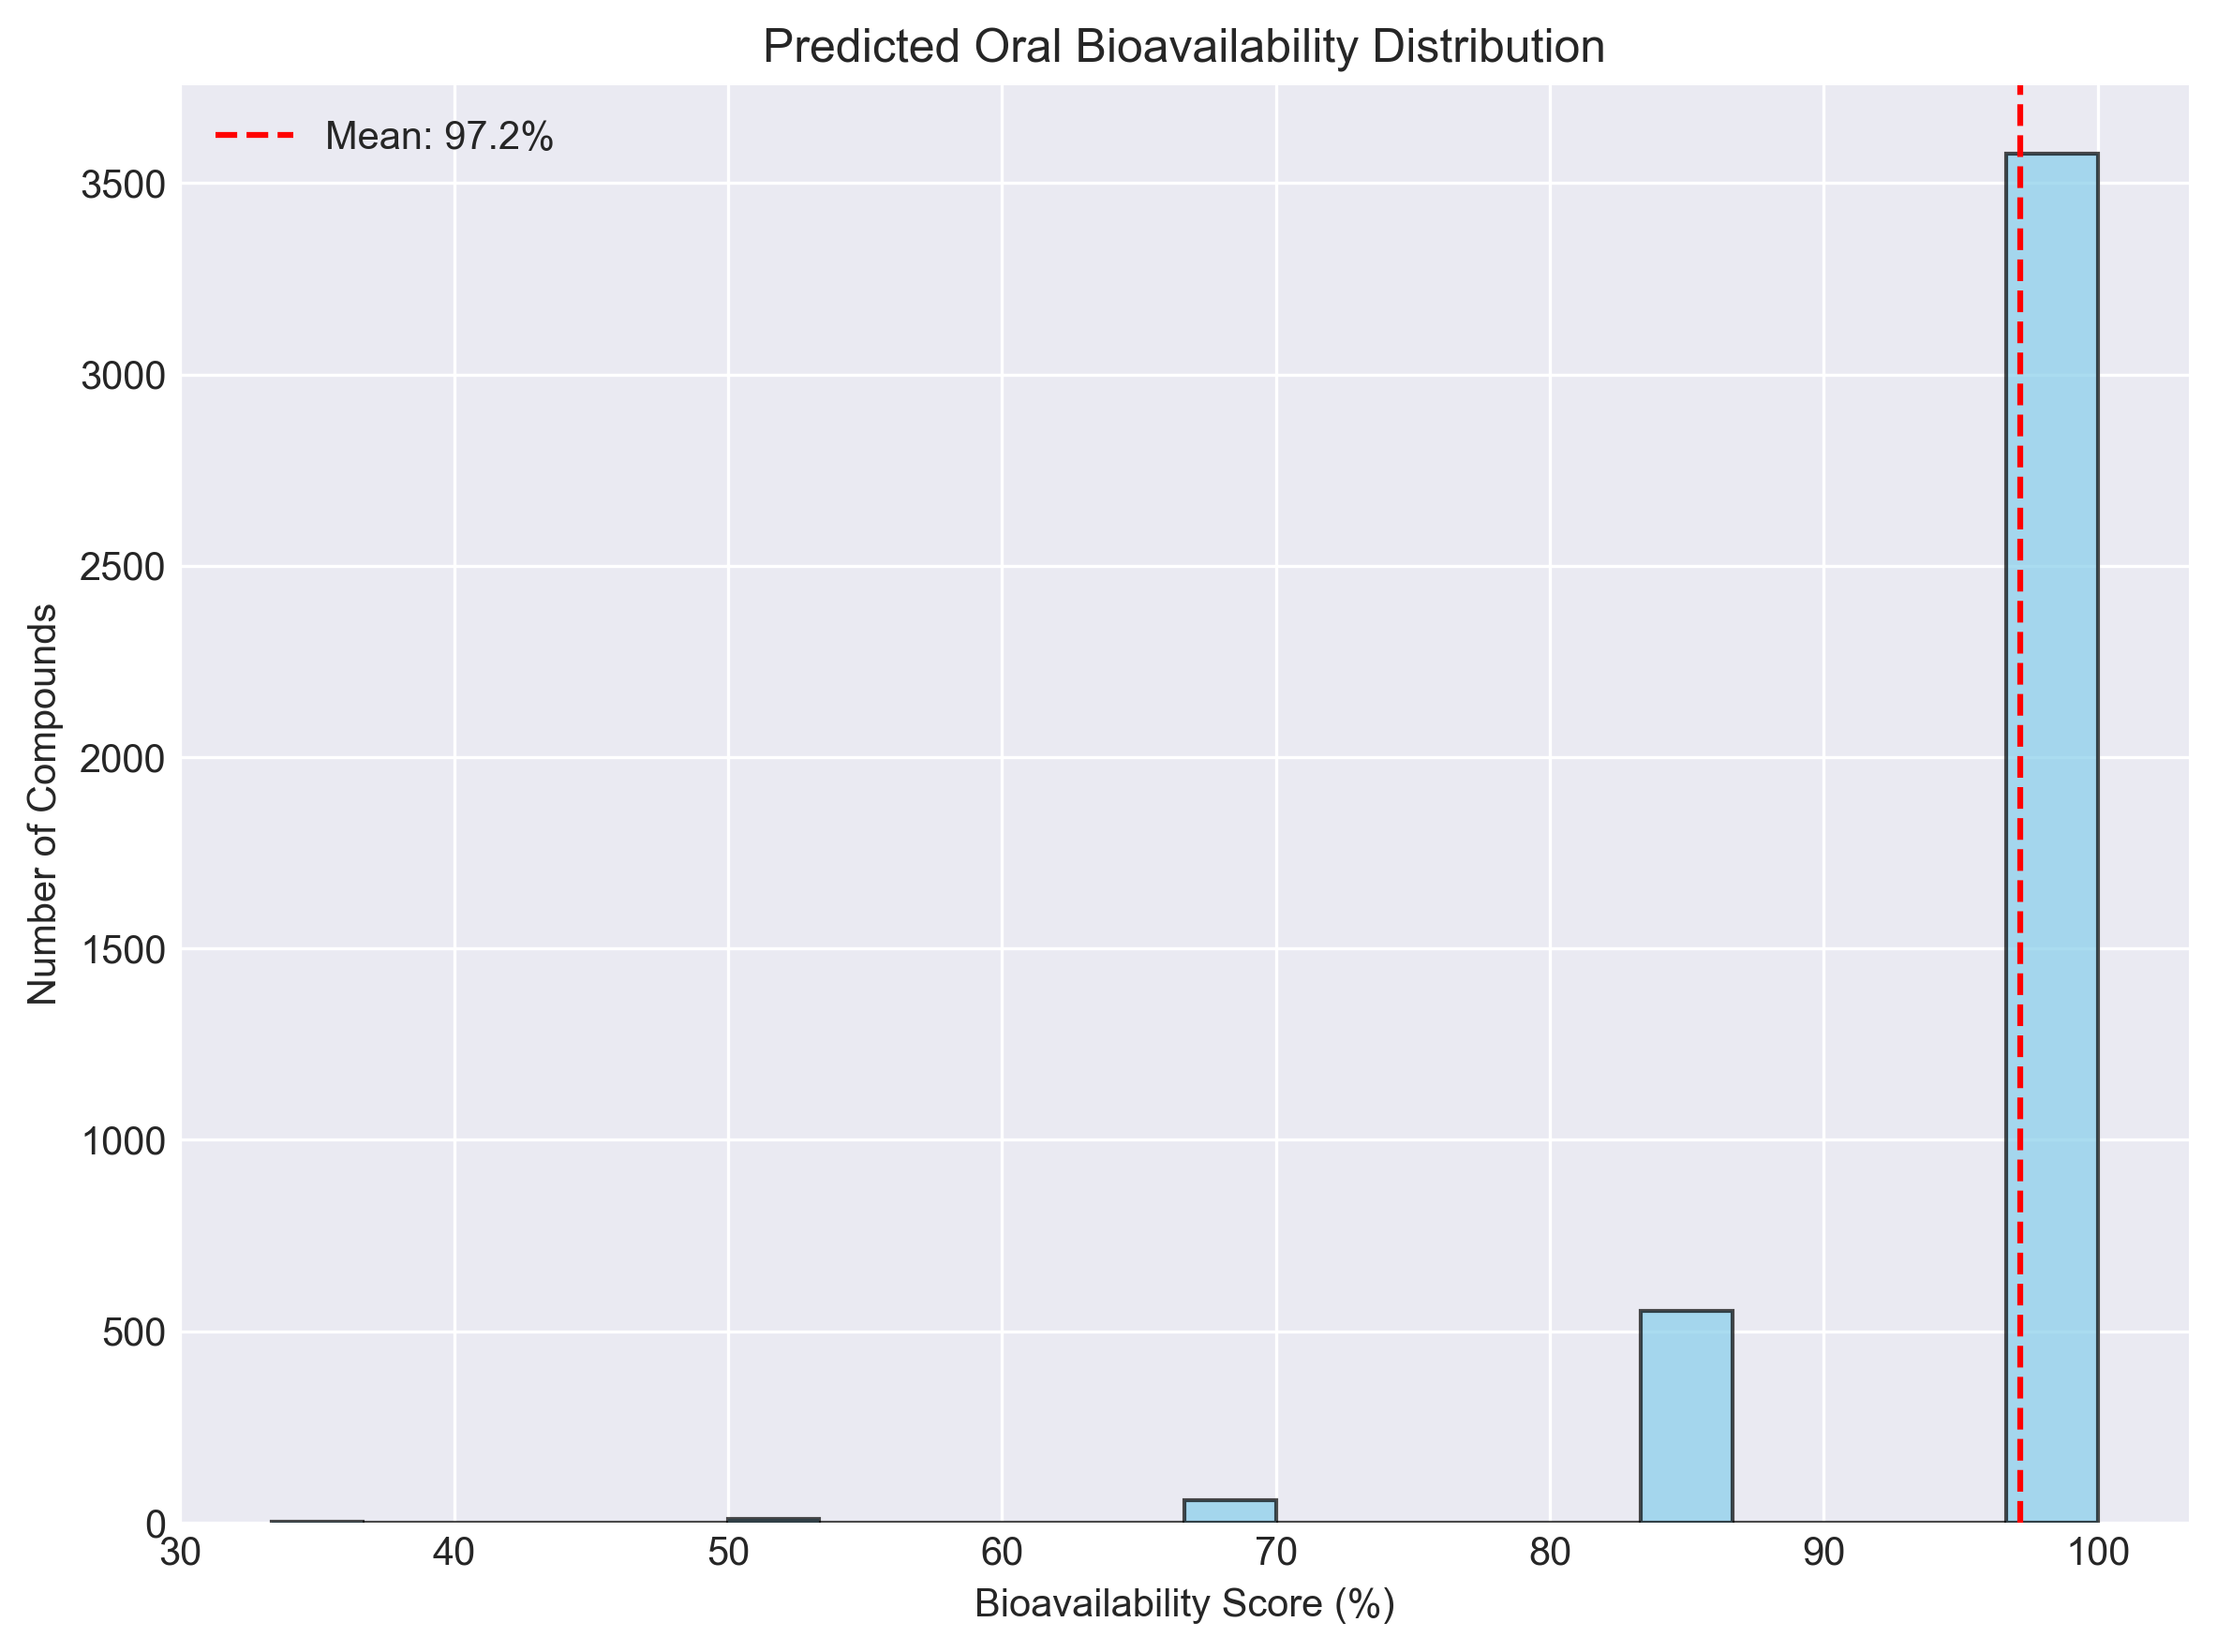 Predicted Oral Bioavailability Distribution
Mean: 97.2%
3500
3000
2500
2000
1500
1000
500
0
Number of Compounds
30 40 50 60 70 80 90 100
Bioavailability Score (%)